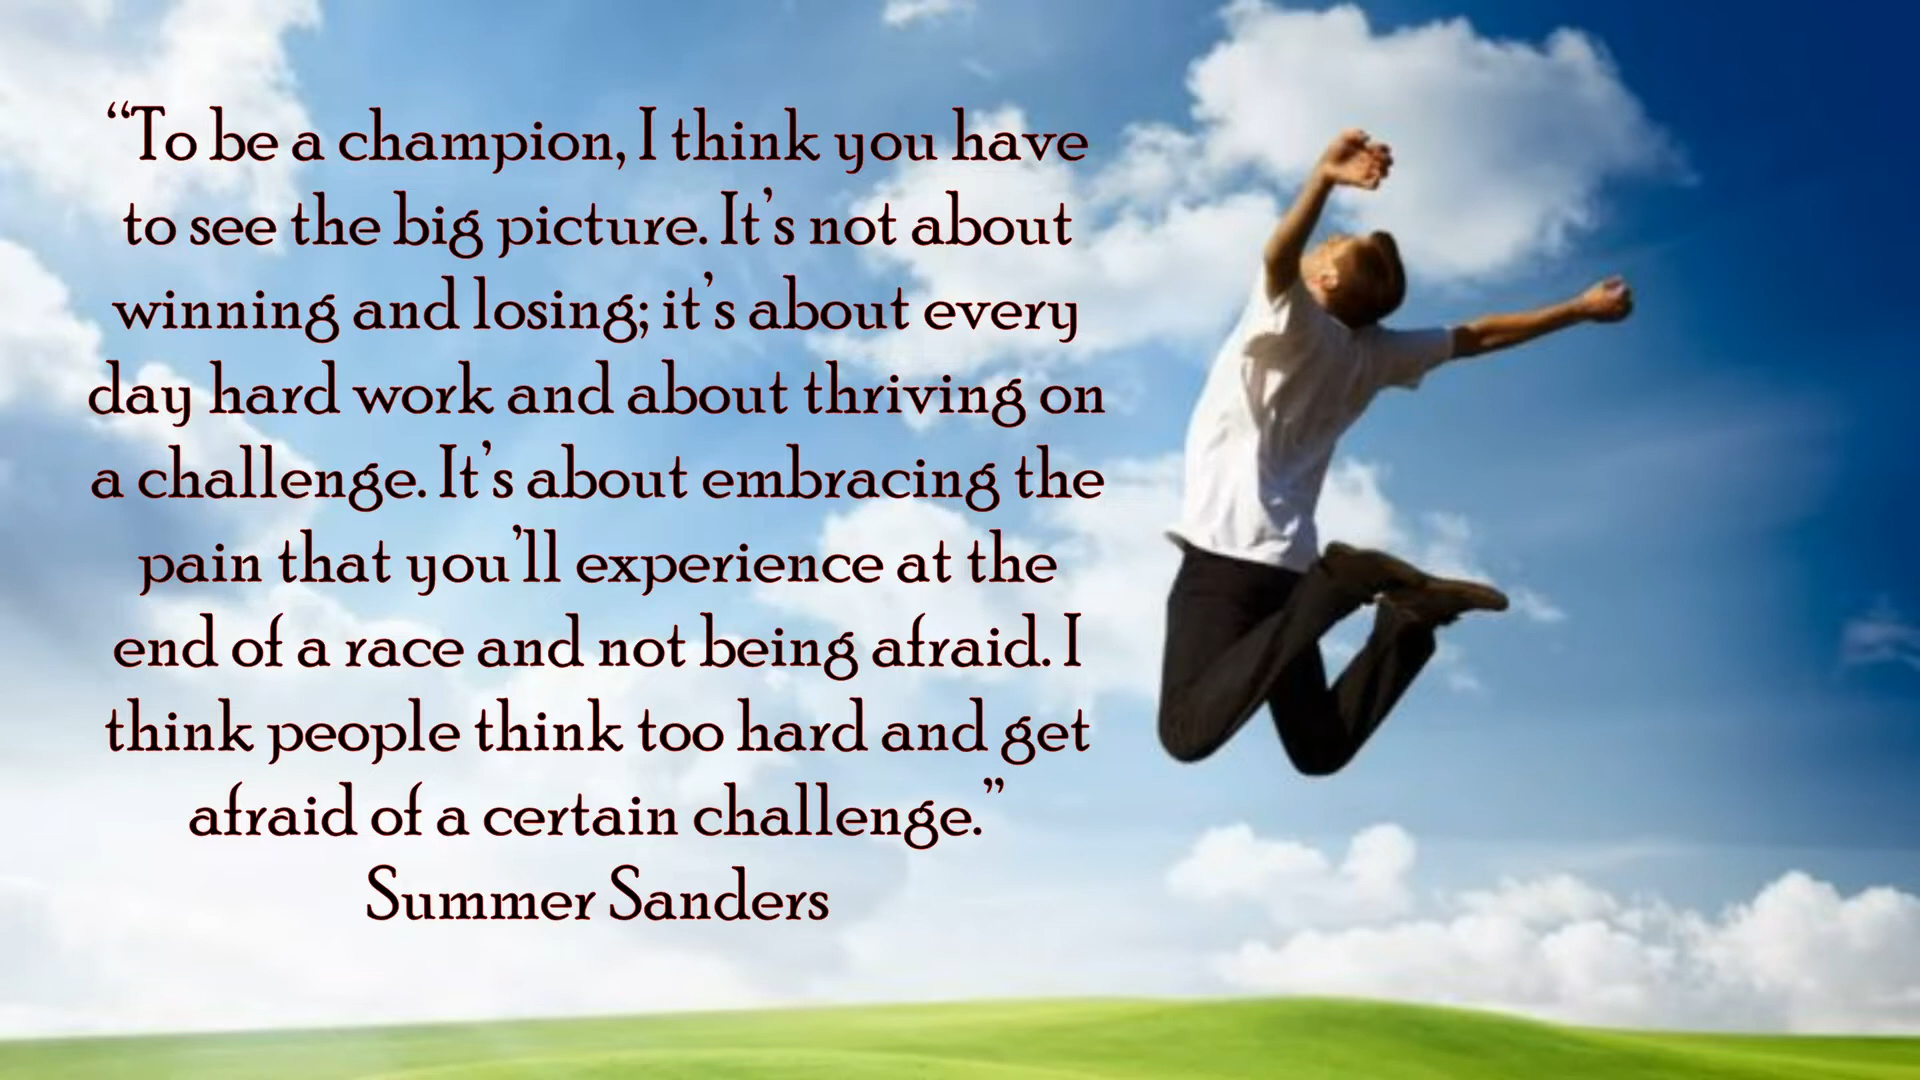 “To be a champion, I think you have
to see the big picture. It’s not about
winning and losing; it’s about every
day hard work and about thriving on
a challenge. It’s about embracing the
pain that you’ll experience at the
end of a race and not being afraid. I
think people think too hard and get
afraid of a certain challenge.”
Summer Sanders